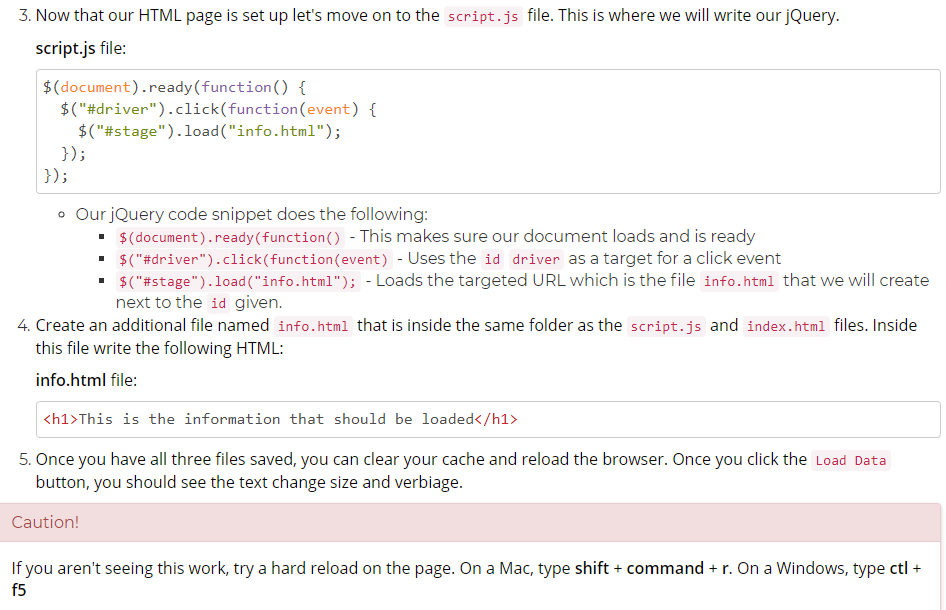 3. Now that our HTML page is set up let's move on to the script.js file. This is where we will write our jQuery.
script.js file:
$(document).ready(function() {
  $("#driver").click(function(event) {
    $("#stage").load("info.html");
  });
});
Our jQuery code snippet does the following:
$(document).ready(function() - This makes sure our document loads and is ready
$("#driver").click(function(event) - Uses the id driver as a target for a click event
$("#stage").load("info.html"); - Loads the targeted URL which is the file info.html that we will create
next to the id given.
4. Create an additional file named info.html that is inside the same folder as the script.js and index.html files. Inside
this file write the following HTML:
info.html file:
<h1>This is the information that should be loaded</h1>
5. Once you have all three files saved, you can clear your cache and reload the browser. Once you click the Load Data
button, you should see the text change size and verbiage.
Caution!
If you aren't seeing this work, try a hard reload on the page. On a Mac, type shift + command + r. On a Windows, type ctl +
f5